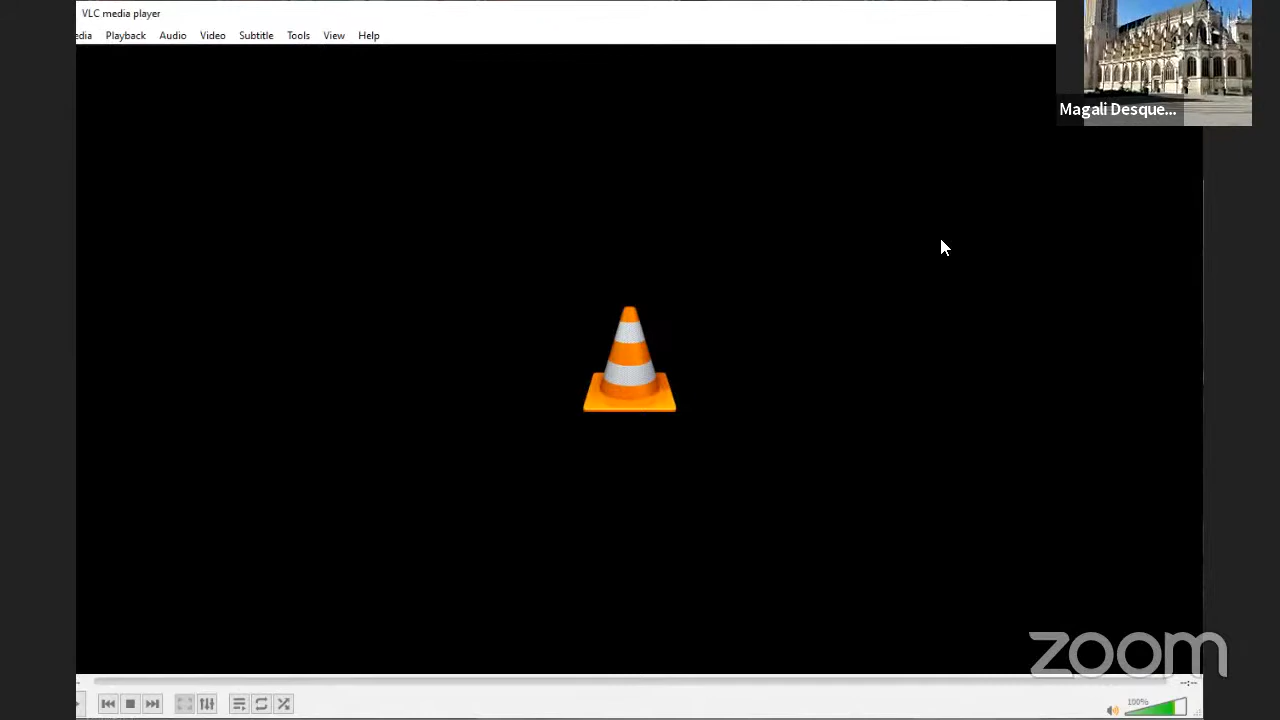 VLC media player
edia Playback Audio Video Subtitle Tools View Help
Magali Desque...
zoom
--:--
100%